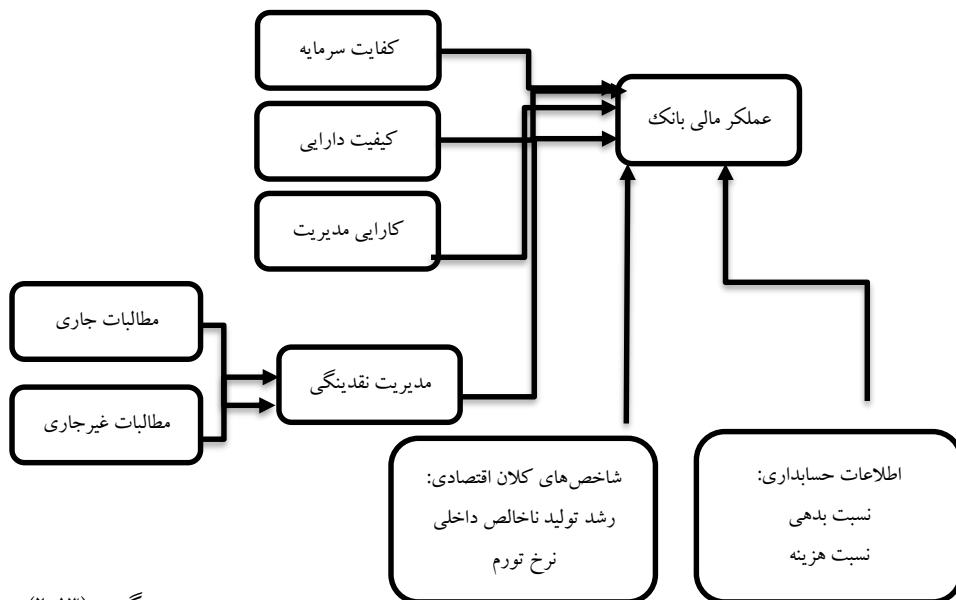 کفایت سرمایه
عملکر مالی بانک
کیفیت دارایی
کارایی مدیریت
مطالبات جاری
مدیریت نقدینگی
مطالبات غیرجاری
شاخص‌های کلان اقتصادی:
رشد تولید ناخالص داخلی
نرخ تورم
اطلاعات حسابداری:
نسبت بدهی
نسبت هزینه